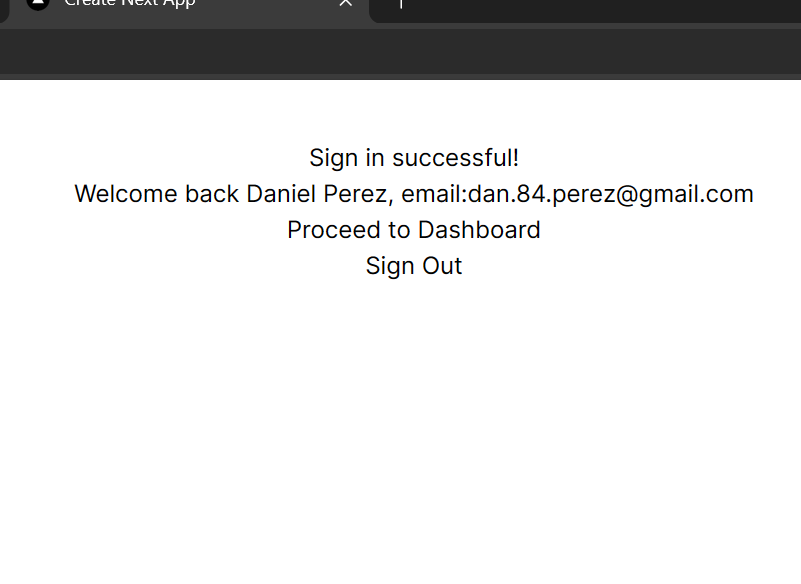 Create Next App
Sign in successful!
Welcome back Daniel Perez, email:dan.84.perez@gmail.com
Proceed to Dashboard
Sign Out